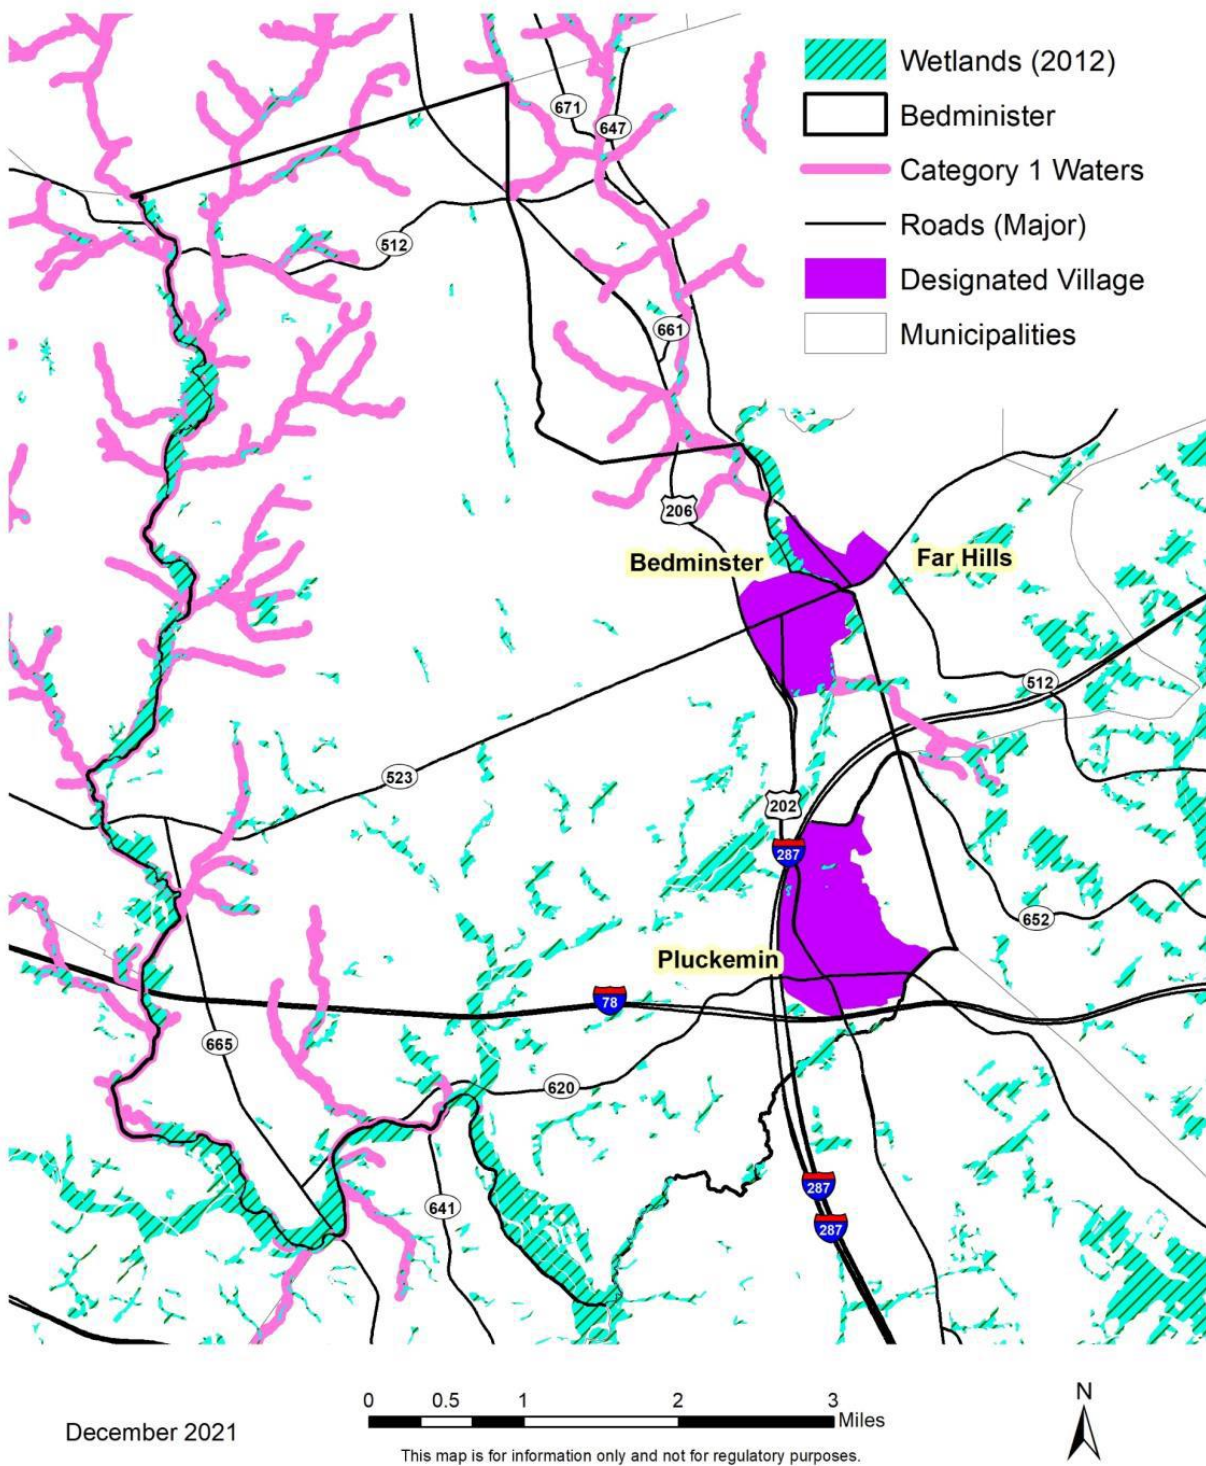 Wetlands (2012)
Bedminister
Category 1 Waters
Roads (Major)
Designated Village
Municipalities
671
647
512
661
206
Bedminster
Far Hills
512
523
202
287
652
Pluckemin
78
665
620
287
641
287
0 0.5 1 2 3
Miles
N
December 2021
This map is for information only and not for regulatory purposes.